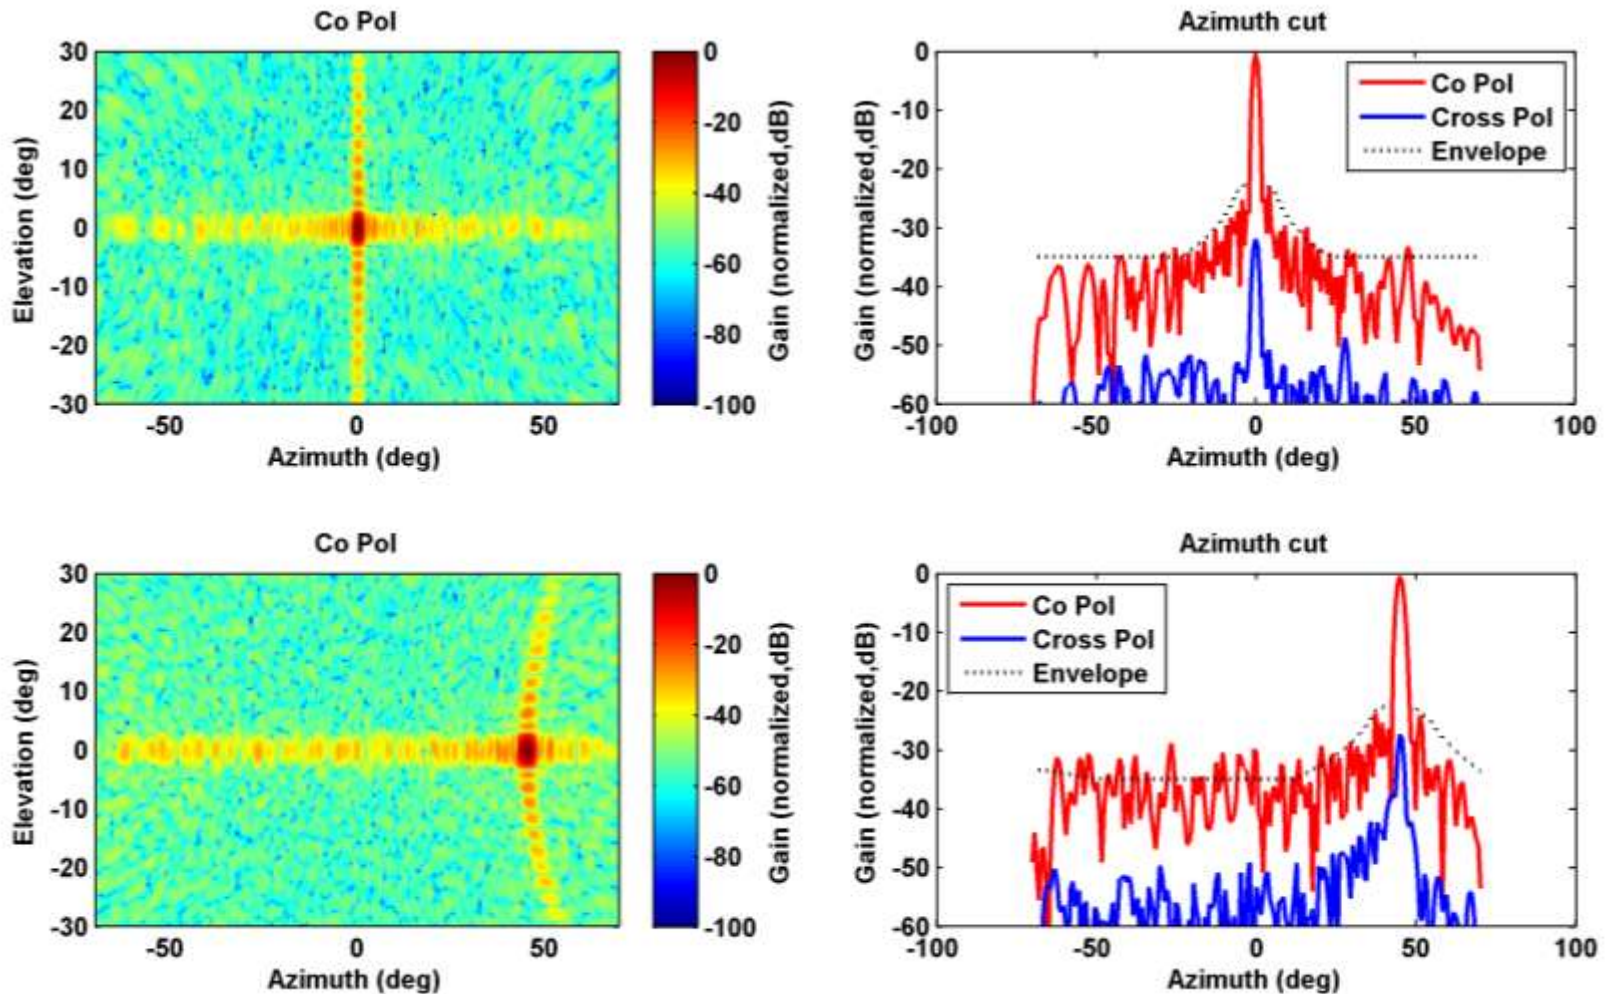 Co Pol
30
20
10
0
-10
-20
-30
Elevation (deg)
-50
0
50
Azimuth (deg)
0
-20
-40
-60
-80
-100
Gain (normalized,dB)
Azimuth cut
0
-10
-20
-30
-40
-50
-60
Gain (normalized,dB)
-100
-50
0
50
100
Azimuth (deg)
Co Pol
Cross Pol
Envelope
Co Pol
30
20
10
0
-10
-20
-30
Elevation (deg)
-50
0
50
Azimuth (deg)
0
-20
-40
-60
-80
-100
Gain (normalized,dB)
Azimuth cut
0
-10
-20
-30
-40
-50
-60
Gain (normalized,dB)
-100
-50
0
50
100
Azimuth (deg)
Co Pol
Cross Pol
Envelope